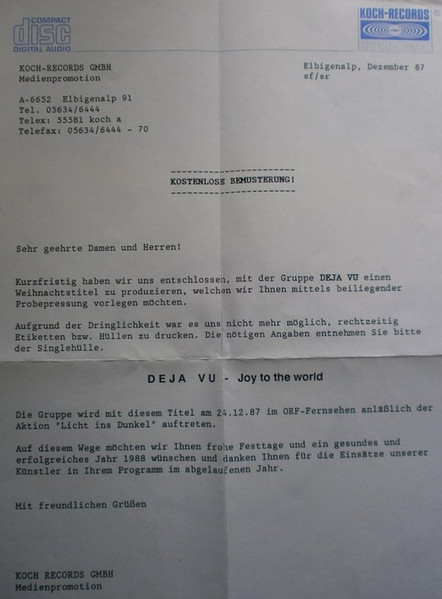 COMPACT
disc
DIGITAL AUDIO
KOCH-RECORDS
®
KOCH-RECORDS GMBH
Medienpromotion
Elbigenalp, Dezember 87
sf/sr
A-6652 Elbigenalp 91
Tel. 05634/6444
Telex: 55581 koch a
Telefax: 05634/6444 - 70
KOSTENLOSE BEMUSTERUNG!
Sehr geehrte Damen und Herren!
Kurzfristig haben wir uns entschlossen, mit der Gruppe DEJA VU einen
Weihnachtstitel zu produzieren, welchen wir Ihnen mittels beiliegender
Probepressung vorlegen möchten.
Aufgrund der Dringlichkeit war es uns nicht mehr möglich, rechtzeitig
Etiketten bzw. Hüllen zu drucken. Die nötigen Angaben entnehmen Sie bitte
der Singlehülle.
DEJA VU - Joy to the world
Die Gruppe wird mit diesem Titel am 24.12.87 im ORF-Fernsehen anläßlich der
Aktion "Licht ins Dunkel" auftreten.
Auf diesem Wege möchten wir Ihnen frohe Festtage und ein gesundes und
erfolgreiches Jahr 1988 wünschen und danken Ihnen für die Einsätze unserer
Künstler in Ihrem Programm im abgelaufenen Jahr.
Mit freundlichen Grüßen
KOCH RECORDS GMBH
Medienpromotion